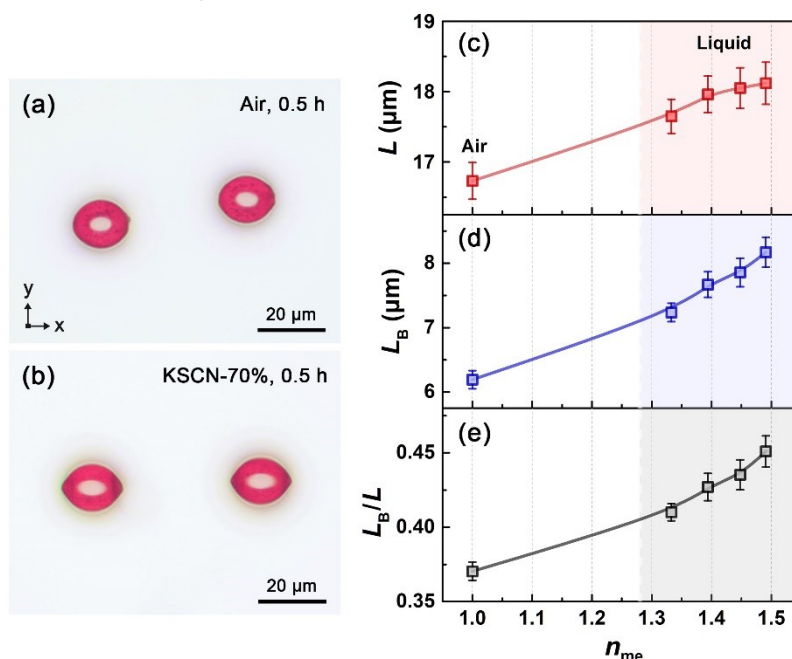 (a)
Air, 0.5 h
y
x
20 µm
(b)
KSCN-70%, 0.5 h
20 µm
(c)
Liquid
Air
L (µm)
19
18
17
16
(d)
L_B (µm)
8
7
6
(e)
L_B/L
0.45
0.40
0.35
1.0 1.1 1.2 1.3 1.4 1.5
n_me